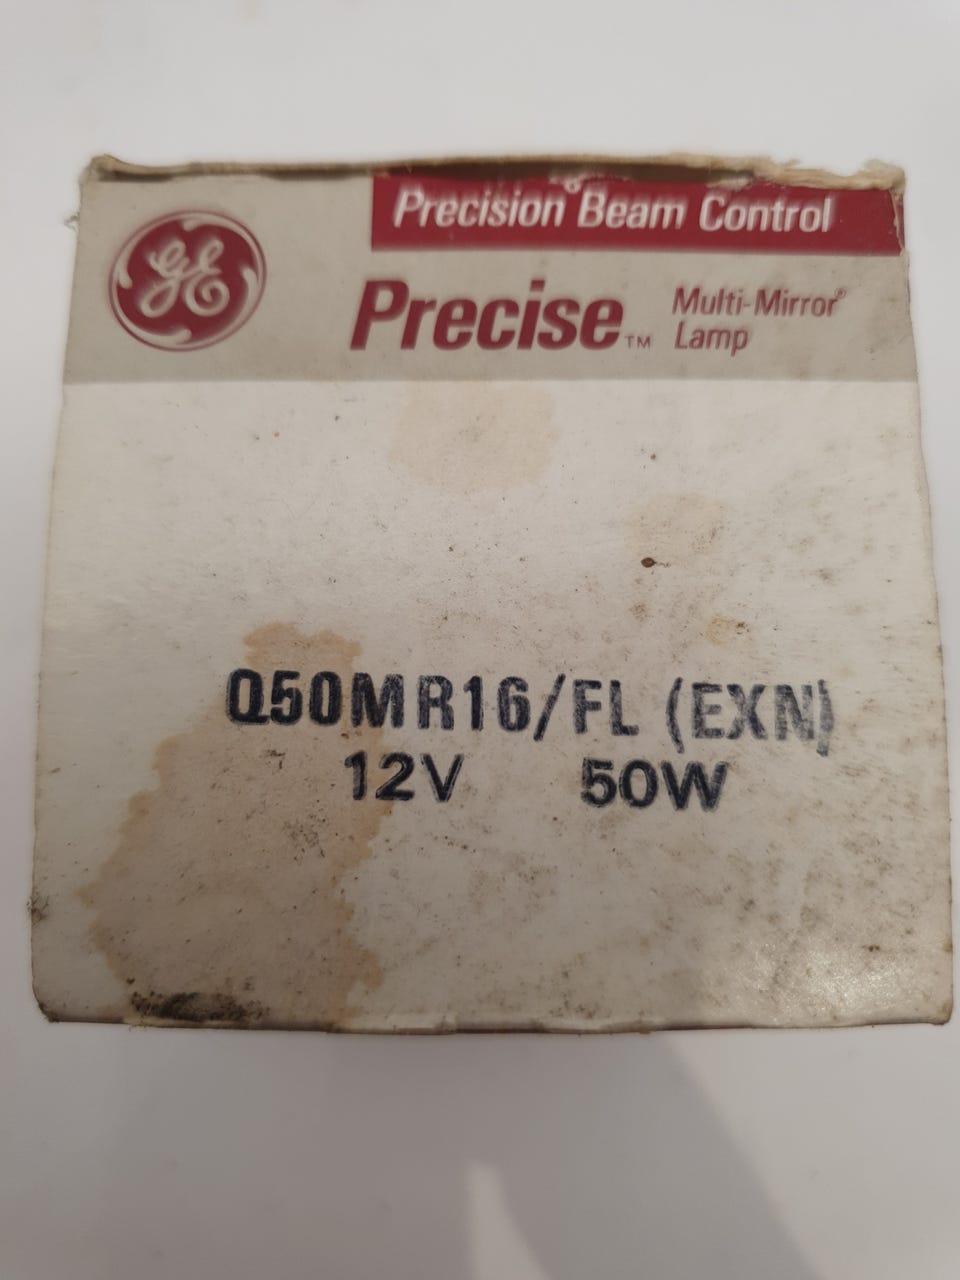 Precision Beam Control
GE
Precise™
Multi-Mirror®
Lamp
Q50MR16/FL (EXN)
12V 50W